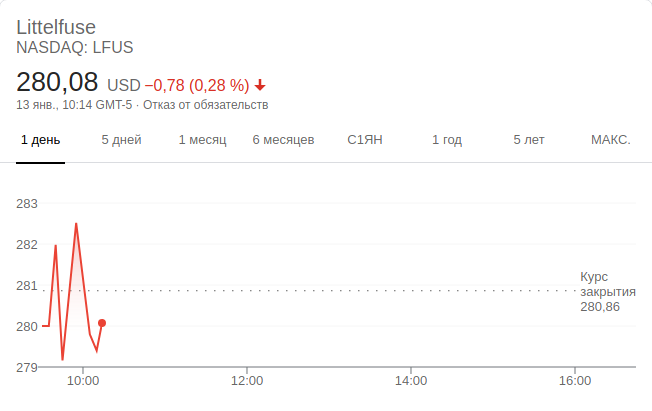 Littelfuse
NASDAQ: LFUS
280,08 USD −0,78 (0,28 %)
13 янв., 10:14 GMT-5 · Отказ от обязательств
1 день 5 дней 1 месяц 6 месяцев С1ЯН 1 год 5 лет МАКС.
283
282
281
280
279
Курс
закрытия
280,86
10:00 12:00 14:00 16:00